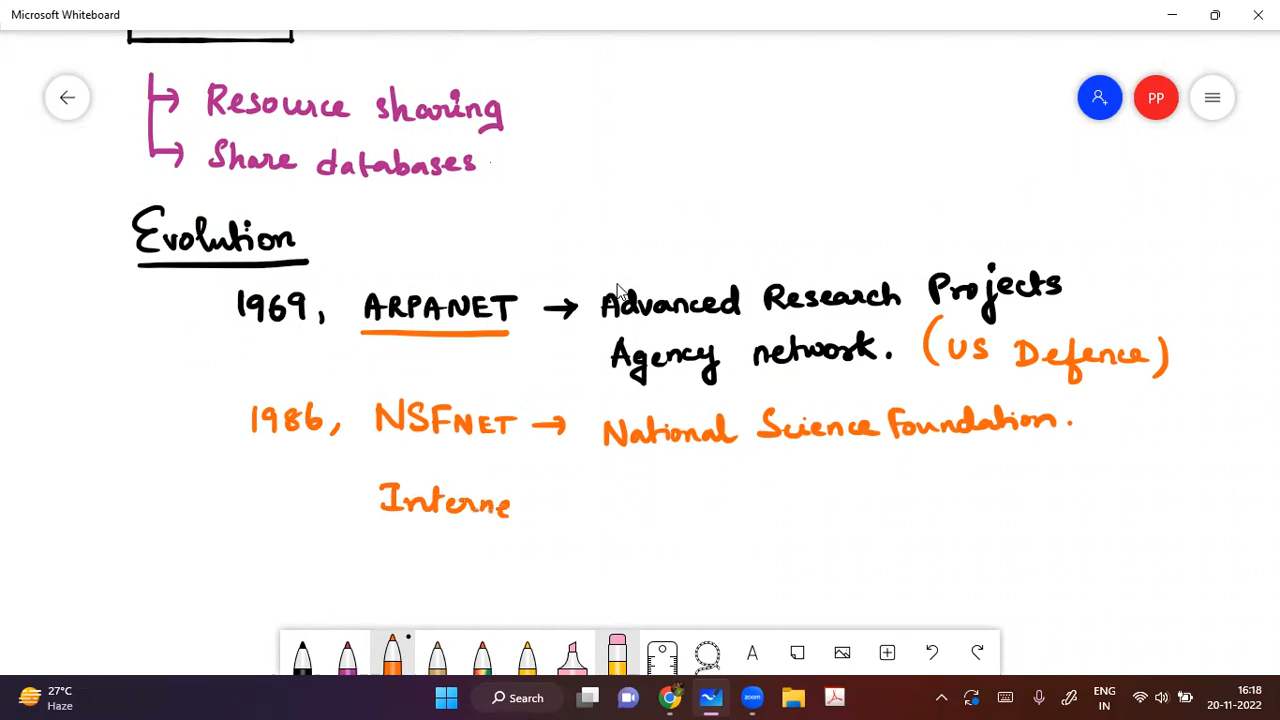 Microsoft Whiteboard
PP
Resource sharing
Share databases
Evolution
1969, ARPANET → Advanced Research Projects
Agency network. (US Defence)
1986, NSFNET → National Science Foundation.
Interne
A
27°C
Haze
Search
zoom
ENG
IN
16:18
20-11-2022